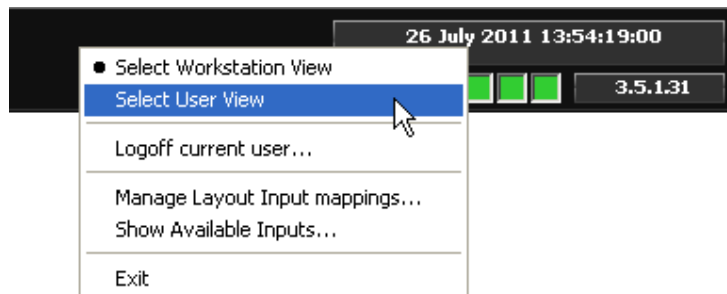 26 July 2011 13:54:19:00
Select Workstation View
Select User View
3.5.1.31
Logoff current user...
Manage Layout Input mappings...
Show Available Inputs...
Exit